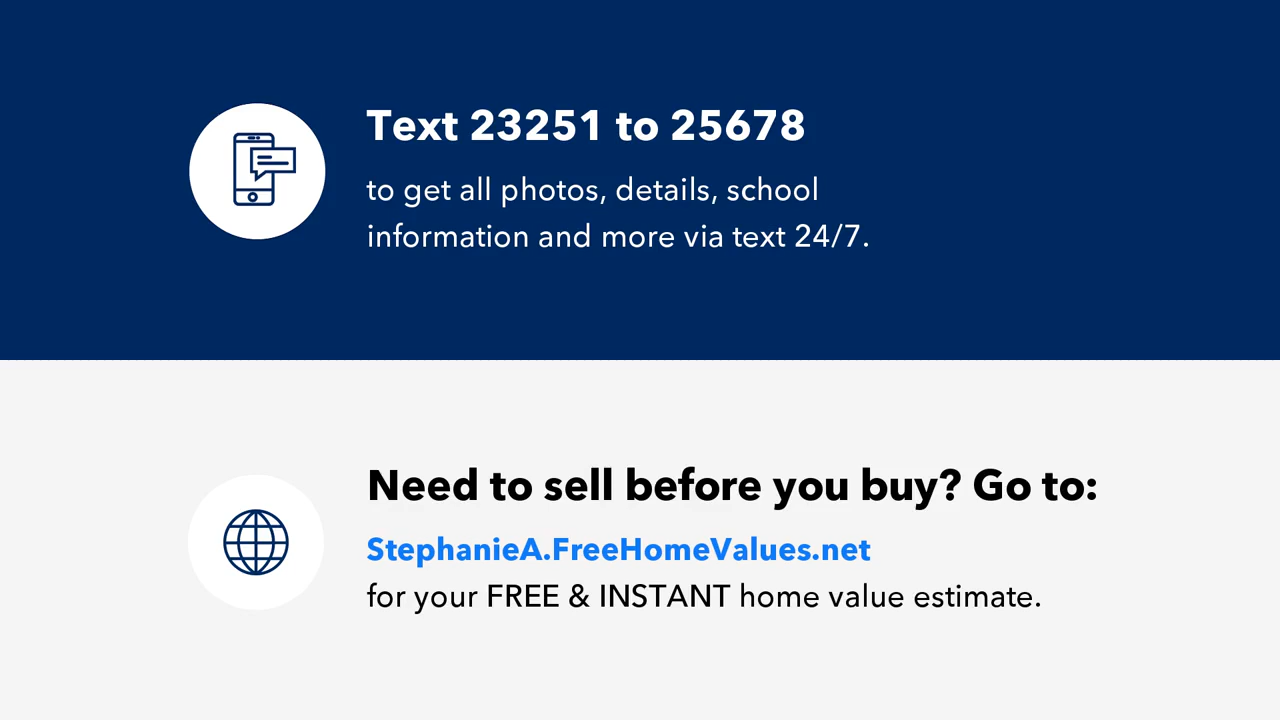 Text 23251 to 25678
to get all photos, details, school
information and more via text 24/7.
Need to sell before you buy? Go to:
StephanieA.FreeHomeValues.net
for your FREE & INSTANT home value estimate.